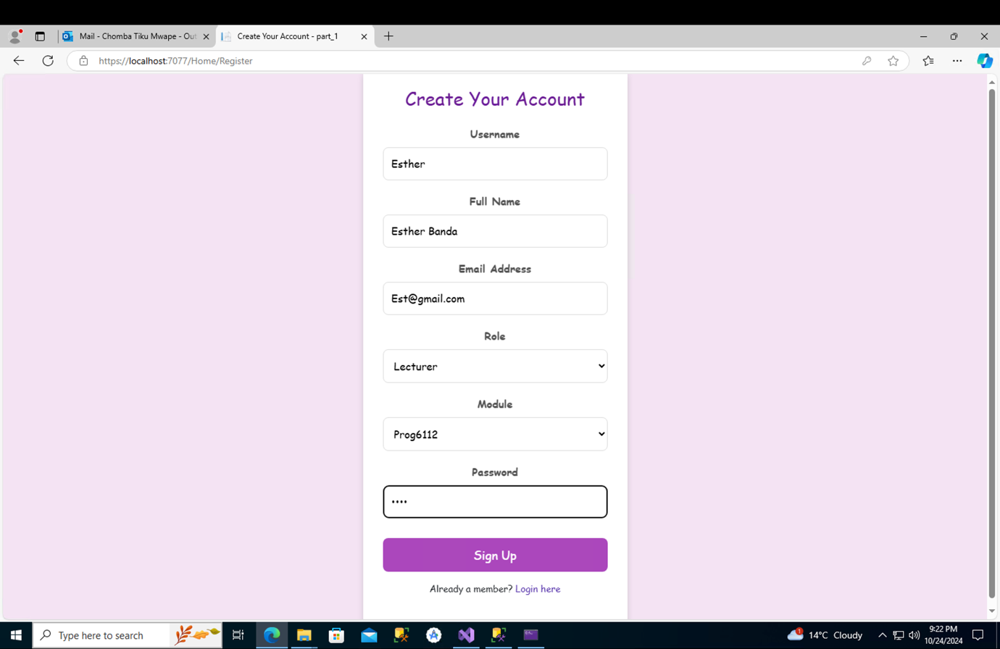 Mail - Chomba Tiku Mwape - Out
Create Your Account - part_1
https://localhost:7077/Home/Register
Create Your Account
Username
Esther
Full Name
Esther Banda
Email Address
Est@gmail.com
Role
Lecturer
Module
Prog6112
Password
••••
Sign Up
Already a member? Login here
Type here to search
1
14°C Cloudy
9:22 PM
10/24/2024